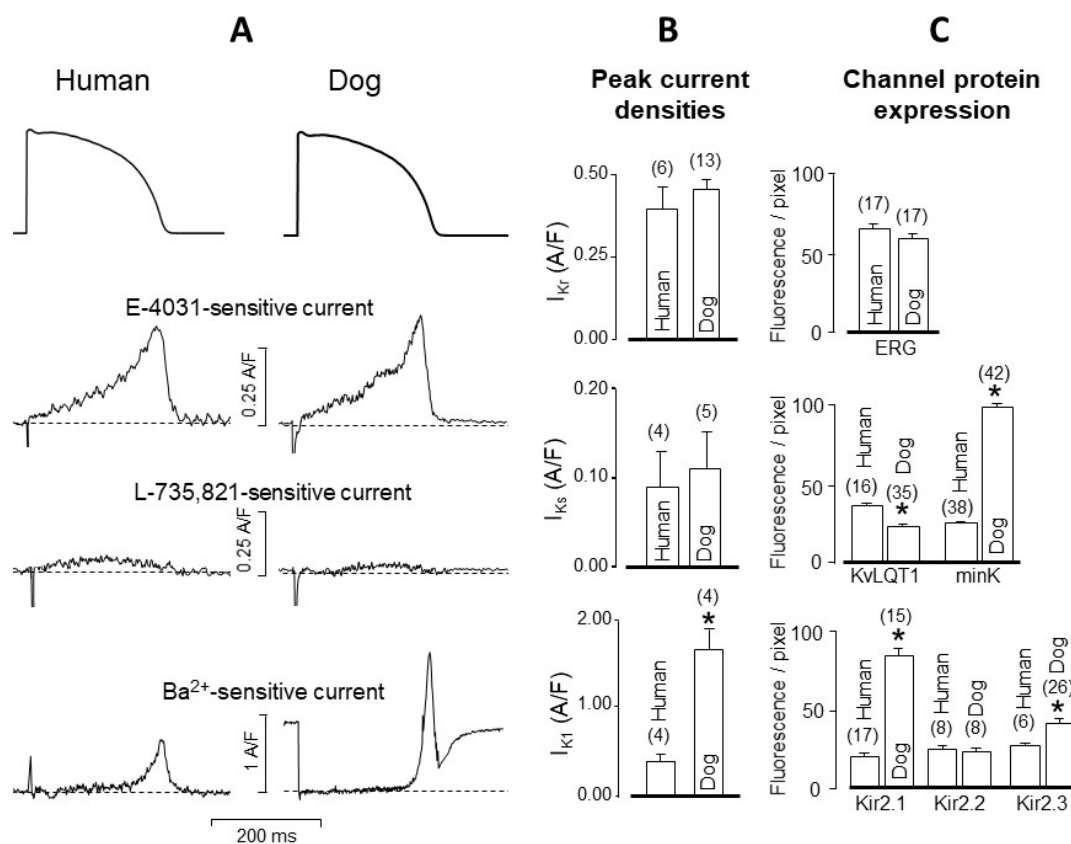 A
B
C
Human
Dog
Peak current
densities
Channel protein
expression
E-4031-sensitive current
0.25 A/F
L-735,821-sensitive current
0.25 A/F
Ba²⁺-sensitive current
1 A/F
200 ms
I_Kr (A/F)
0.50
0.25
0.00
(6)
(13)
Human
Dog
I_Ks (A/F)
0.20
0.10
0.00
(4)
(5)
Human
Dog
I_K1 (A/F)
2.00
1.00
0.00
(4)
*
Human
(4)
Dog
Fluorescence / pixel
100
50
0
(17)
(17)
Human
Dog
ERG
Fluorescence / pixel
100
50
0
Human
(16)
Dog
(35)
*
Human
(38)
(42)
*
Dog
KvLQT1
minK
Fluorescence / pixel
100
50
0
Human
(17)
(15)
*
Dog
Human
(8)
Dog
(8)
Human
(6)
Dog
(26)
*
Kir2.1
Kir2.2
Kir2.3